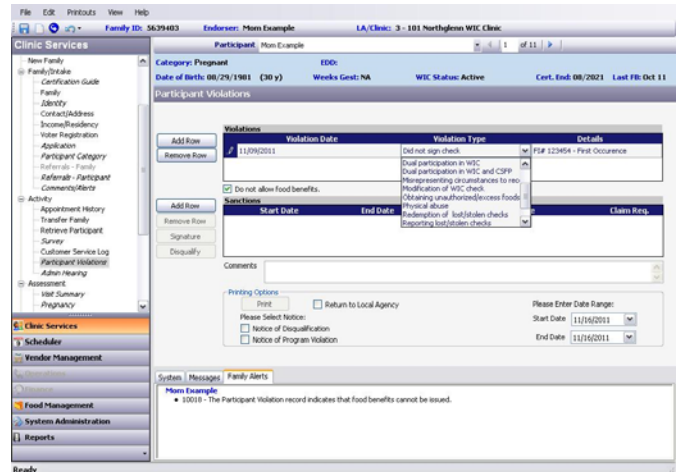 File Edit Printouts View Help
Family ID: 5639403 Endorser: Mom Example LA/Clinic: 3 - 101 Northglenn WIC Clinic
Clinic Services
New Family
Family/Intake
Certification Guide
Family
Identity
Contact/Address
Income/Residency
Voter Registration
Application
Participant Category
Referrals - Family
Referrals - Participant
Comments/Alerts
Activity
Appointment History
Transfer Family
Retrieve Participant
Survey
Customer Service Log
Participant Violations
Admin Hearing
Assessment
Visit Summary
Pregnancy
Clinic Services
Scheduler
Vendor Management
Operations
Finance
Food Management
System Administration
Reports
Participant Mom Example 1 of 11
Category: Pregnant EDD:
Date of Birth: 08/29/1981 (30 y) Weeks Gest: NA WIC Status: Active Cert. End: 08/2021 Last FB: Oct 11
Participant Violations
Violations
Add Row Violation Date Violation Type Details
Remove Row 11/09/2011 Did not sign check FI# 123454 - First Occurence
Dual participation in WIC
Dual participation in WIC and CSFP
Misrepresenting circumstances to rec
Modification of WIC check
Obtaining unauthorized/excess foods
Physical abuse
Redemption of lost/stolen checks
Reporting lost/stolen checks
Do not allow food benefits.
Sanctions
Add Row Start Date End Date e Claim Req.
Remove Row
Signature
Disqualify
Comments
Printing Options
Print Return to Local Agency Please Enter Date Range:
Please Select Notice: Start Date 11/16/2011
Notice of Disqualification
Notice of Program Violation End Date 11/16/2011
System Messages Family Alerts
Mom Example
• 10018 - The Participant Violation record indicates that food benefits cannot be issued.
Ready